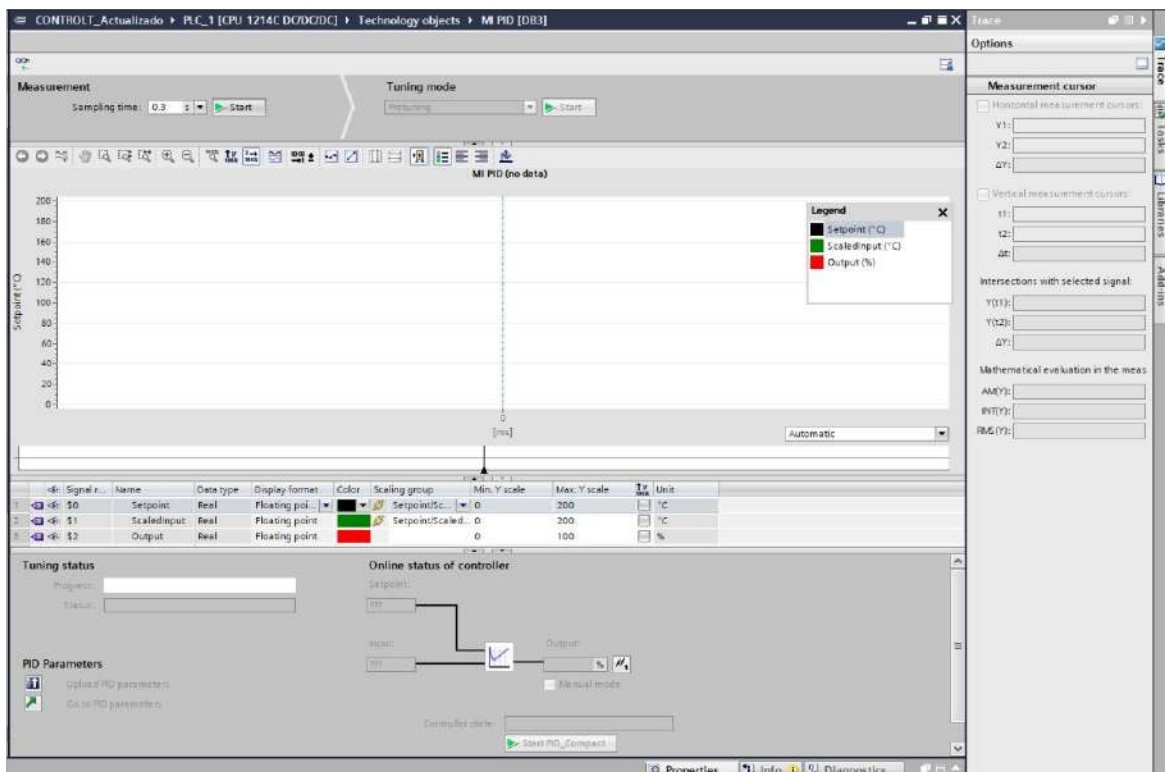 CONTROLT_Actualizado ▸ PLC_1 [CPU 1214C DC/DC/DC] ▸ Technology objects ▸ MI PID [DB3]
Trace
Options
Measurement
Sampling time: 0.3 s Start
Tuning mode
Pretuning Start
MI PID (no data)
Setpoint (°C)
200
180
160
140
120
100
80
60
40
20
0
0
[ms]
Legend
Setpoint (°C)
ScaledInput (°C)
Output (%)
Automatic
Signal r... Name Data type Display format Color Scaling group Min. Y scale Max. Y scale Unit
1 $0 Setpoint Real Floating poi... Setpoint/Sc... 0 200 °C
2 $1 ScaledInput Real Floating point Setpoint/Scaled... 0 200 °C
3 $2 Output Real Floating point 0 100 %
Tuning status
Progress:
Status:
PID Parameters
Upload PID parameters
Go to PID parameters
Online status of controller
Setpoint:
???
Input:
???
Output:
%
Manual mode
Controller state:
Start PID_Compact
Properties Info Diagnostics
Measurement cursor
Horizontal measurement cursors:
Y1:
Y2:
ΔY:
Vertical measurement cursors:
t1:
t2:
Δt:
Intersections with selected signal:
Y(t1):
Y(t2):
ΔY:
Mathematical evaluation in the meas
AM(Y):
INT(Y):
RMS(Y):
Trace
Tasks
Libraries
Add-ins